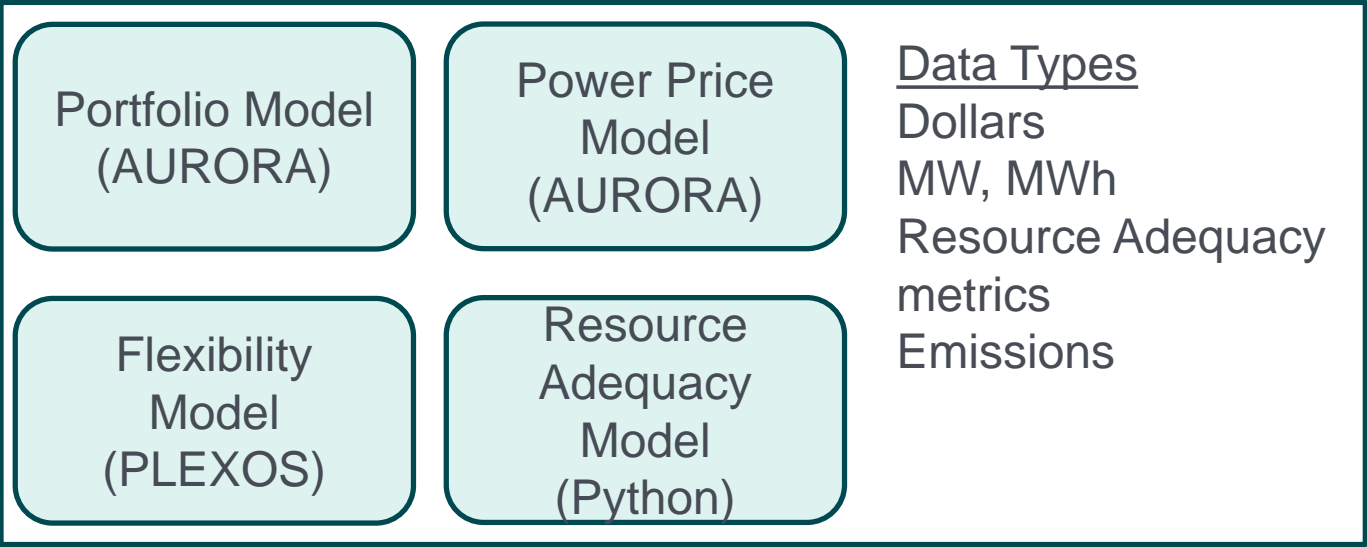 Portfolio Model
(AURORA)
Power Price
Model
(AURORA)
Flexibility
Model
(PLEXOS)
Resource
Adequacy
Model
(Python)
Data Types
Dollars
MW, MWh
Resource Adequacy
metrics
Emissions